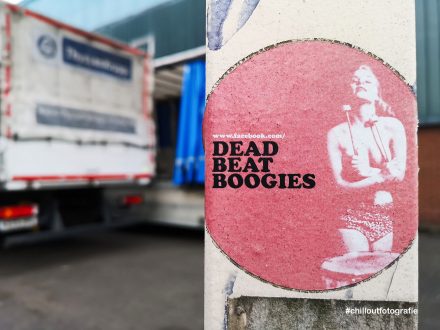 www.facebook.com/
DEAD
BEAT
BOOGIES
#chilloutfotografie